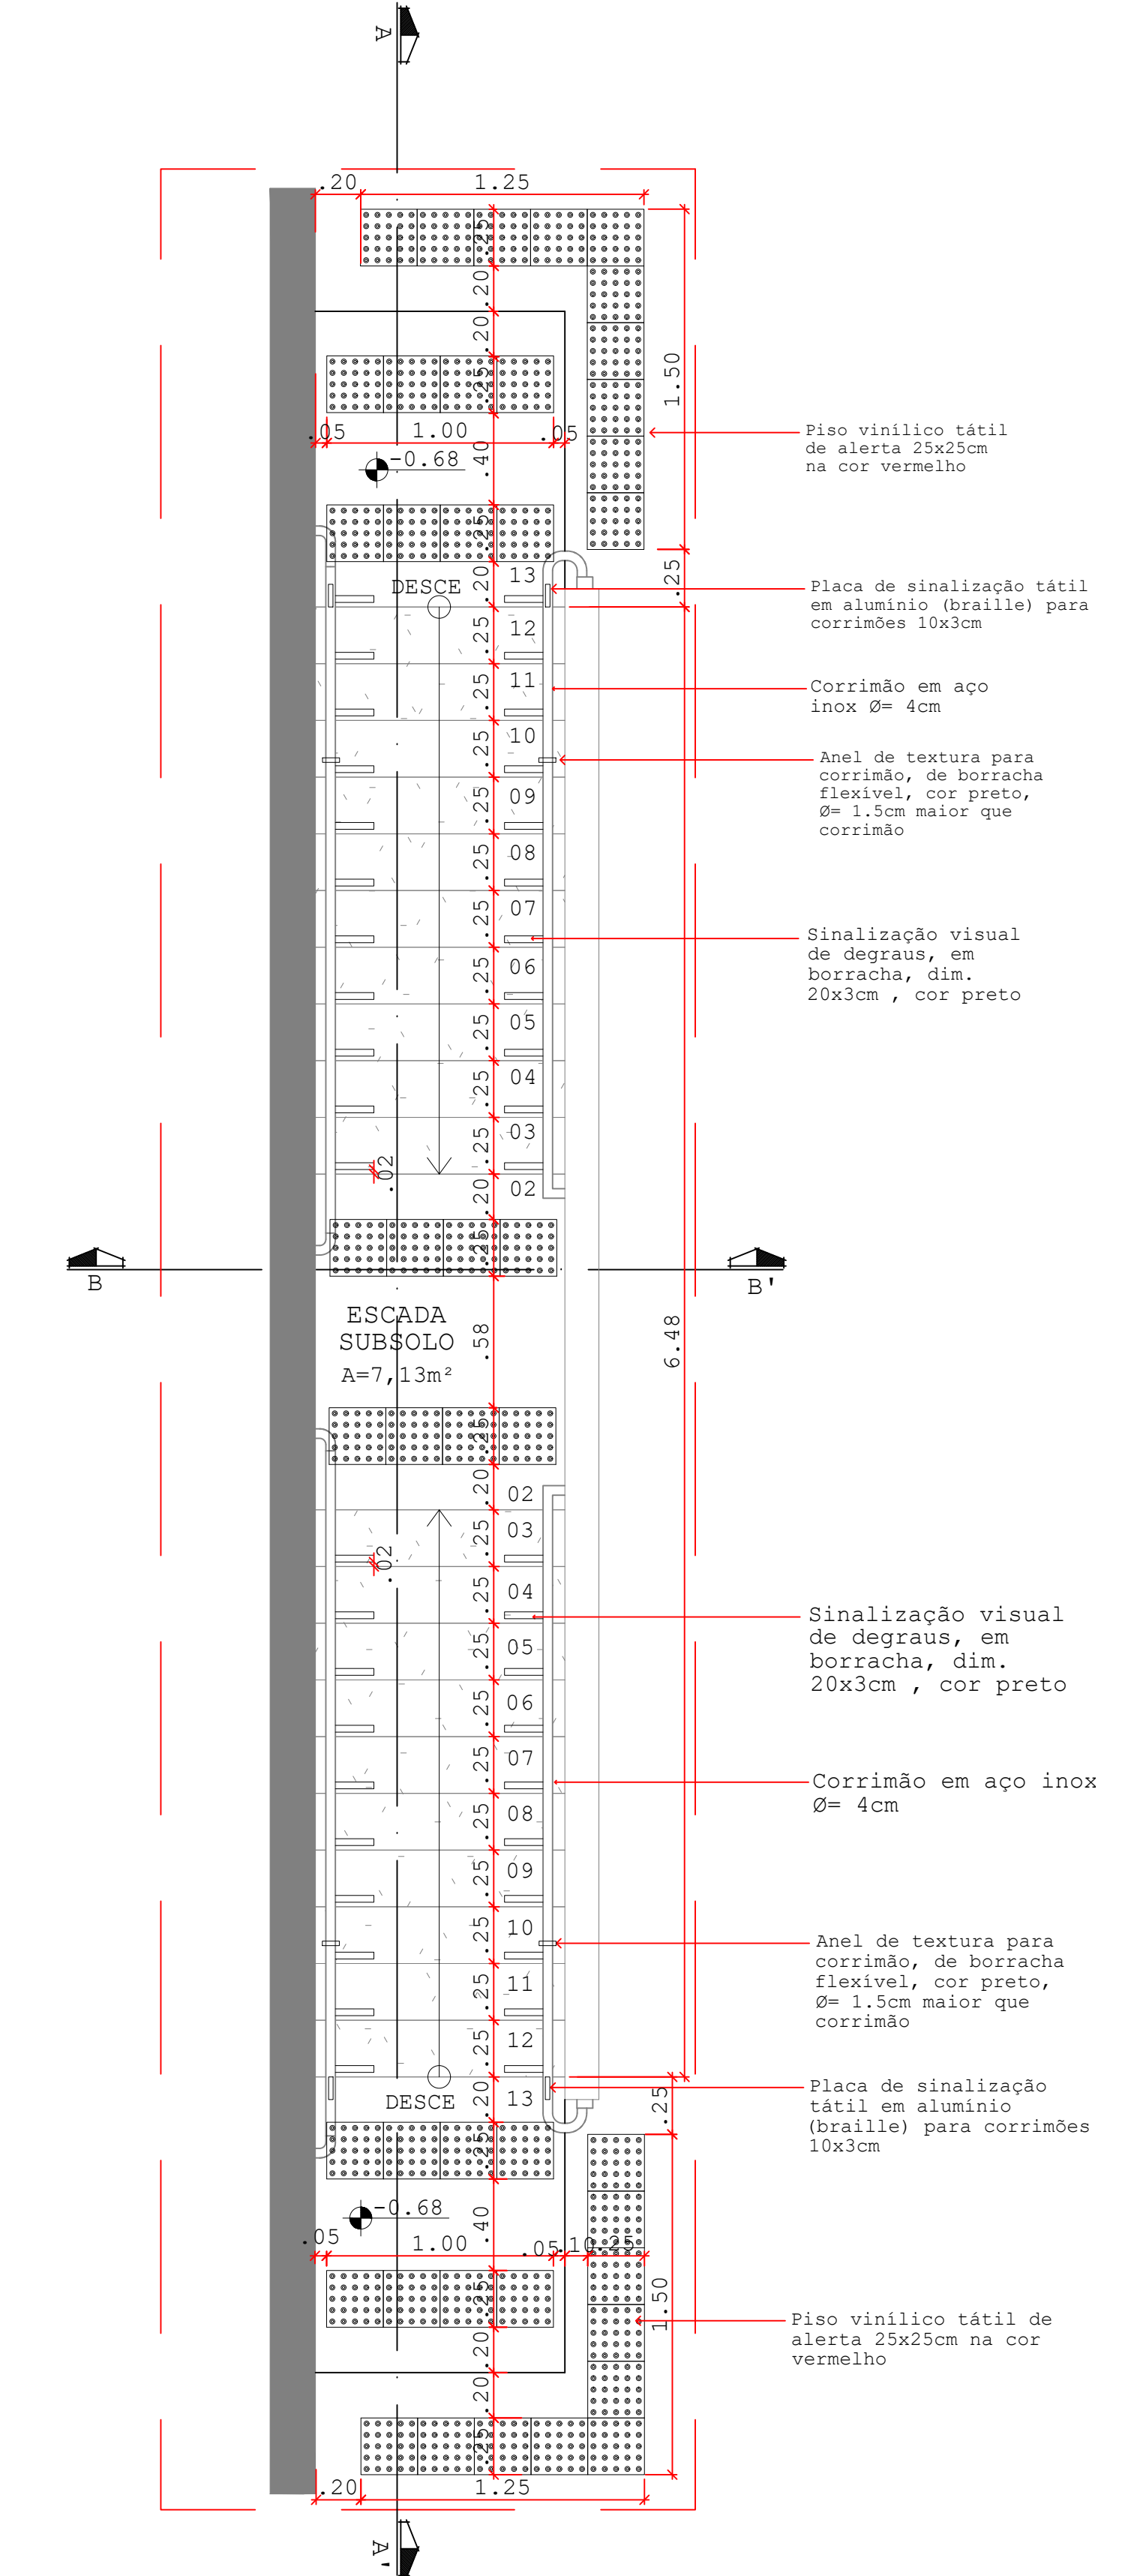 A
.20
1.25
.25
.20
.20
.25
1.50
.05
1.00
.05
Piso vinílico tátil
de alerta 25x25cm
na cor vermelho
-0.68
.40
.25
DESCE
.20
13
.25
Placa de sinalização tátil
em alumínio (braille) para
corrimões 10x3cm
.25
12
.25
11
Corrimão em aço
inox Ø= 4cm
.25
10
Anel de textura para
corrimão, de borracha
flexível, cor preto,
Ø= 1.5cm maior que
corrimão
.25
09
.25
08
.25
07
Sinalização visual
de degraus, em
borracha, dim.
20x3cm , cor preto
.25
06
.25
05
.25
04
.25
03
.02
.20
02
.25
B
B'
ESCADA
SUBSOLO
A=7,13m²
.58
6.48
.25
.20
02
.25
03
.02
.25
04
Sinalização visual
de degraus, em
borracha, dim.
20x3cm , cor preto
.25
05
.25
06
.25
07
Corrimão em aço inox
Ø= 4cm
.25
08
.25
09
.25
10
Anel de textura para
corrimão, de borracha
flexível, cor preto,
Ø= 1.5cm maior que
corrimão
.25
11
.25
12
DESCE
.20
13
.25
Placa de sinalização
tátil em alumínio
(braille) para corrimões
10x3cm
.25
-0.68
.40
.05
1.00
.05
.10
.25
.25
1.50
Piso vinílico tátil de
alerta 25x25cm na cor
vermelho
.20
.20
.25
.20
1.25
A'